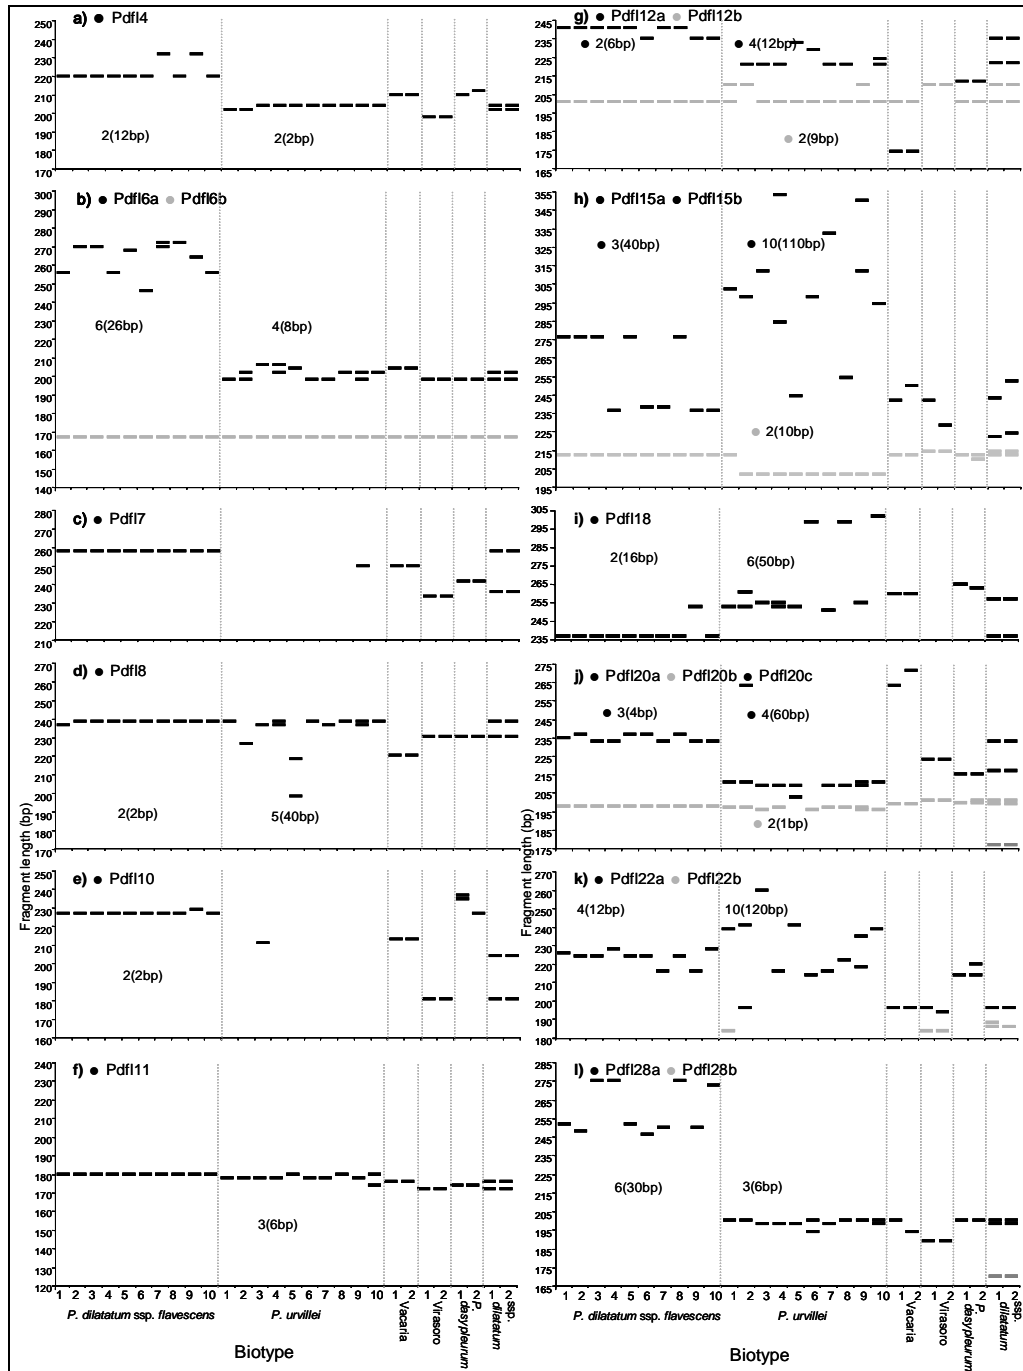 a) ● Pdfl4
250
240
230
220
210
200
190
180
170
2(12bp)
2(2bp)
b) ● Pdfl6a ● Pdfl6b
300
290
280
270
260
250
240
230
220
210
200
190
180
170
160
150
140
6(26bp)
4(8bp)
c) ● Pdfl7
280
270
260
250
240
230
220
210
d) ● Pdfl8
270
260
250
240
230
220
210
200
190
180
170
2(2bp)
5(40bp)
Fragment length (bp)
e) ● Pdfl10
250
240
230
220
210
200
190
180
170
160
2(2bp)
f) ● Pdfl11
240
230
220
210
200
190
180
170
160
150
140
130
120
3(6bp)
1 2 3 4 5 6 7 8 9 10 1 2 3 4 5 6 7 8 9 10 1 2 1 2 1 2 1 2
P. dilatatum ssp. flavescens
P. urvillei
Vacaria
Virasoro
P.
dasypleurum
ssp.
dilatatum
Biotype
g) ● Pdfl12a ● Pdfl12b
245
235
225
215
205
195
185
175
165
● 2(6bp)
● 4(12bp)
● 2(9bp)
h) ● Pdfl15a ● Pdfl15b
355
345
335
325
315
305
295
285
275
265
255
245
235
225
215
205
195
● 3(40bp)
● 10(110bp)
● 2(10bp)
i) ● Pdfl18
305
295
285
275
265
255
245
235
2(16bp)
6(50bp)
j) ● Pdfl20a ● Pdfl20b ● Pdfl20c
275
265
255
245
235
225
215
205
195
185
175
● 3(4bp)
● 4(60bp)
● 2(1bp)
Fragment length (bp)
k) ● Pdfl22a ● Pdfl22b
270
260
250
240
230
220
210
200
190
180
4(12bp)
10(120bp)
l) ● Pdfl28a ● Pdfl28b
285
275
265
255
245
235
225
215
205
195
185
175
165
6(30bp)
3(6bp)
1 2 3 4 5 6 7 8 9 10 1 2 3 4 5 6 7 8 9 10 1 2 1 2 1 2 1 2
P. dilatatum ssp. flavescens
P. urvillei
Vacaria
Virasoro
P.
dasypleurum
ssp.
dilatatum
Biotype